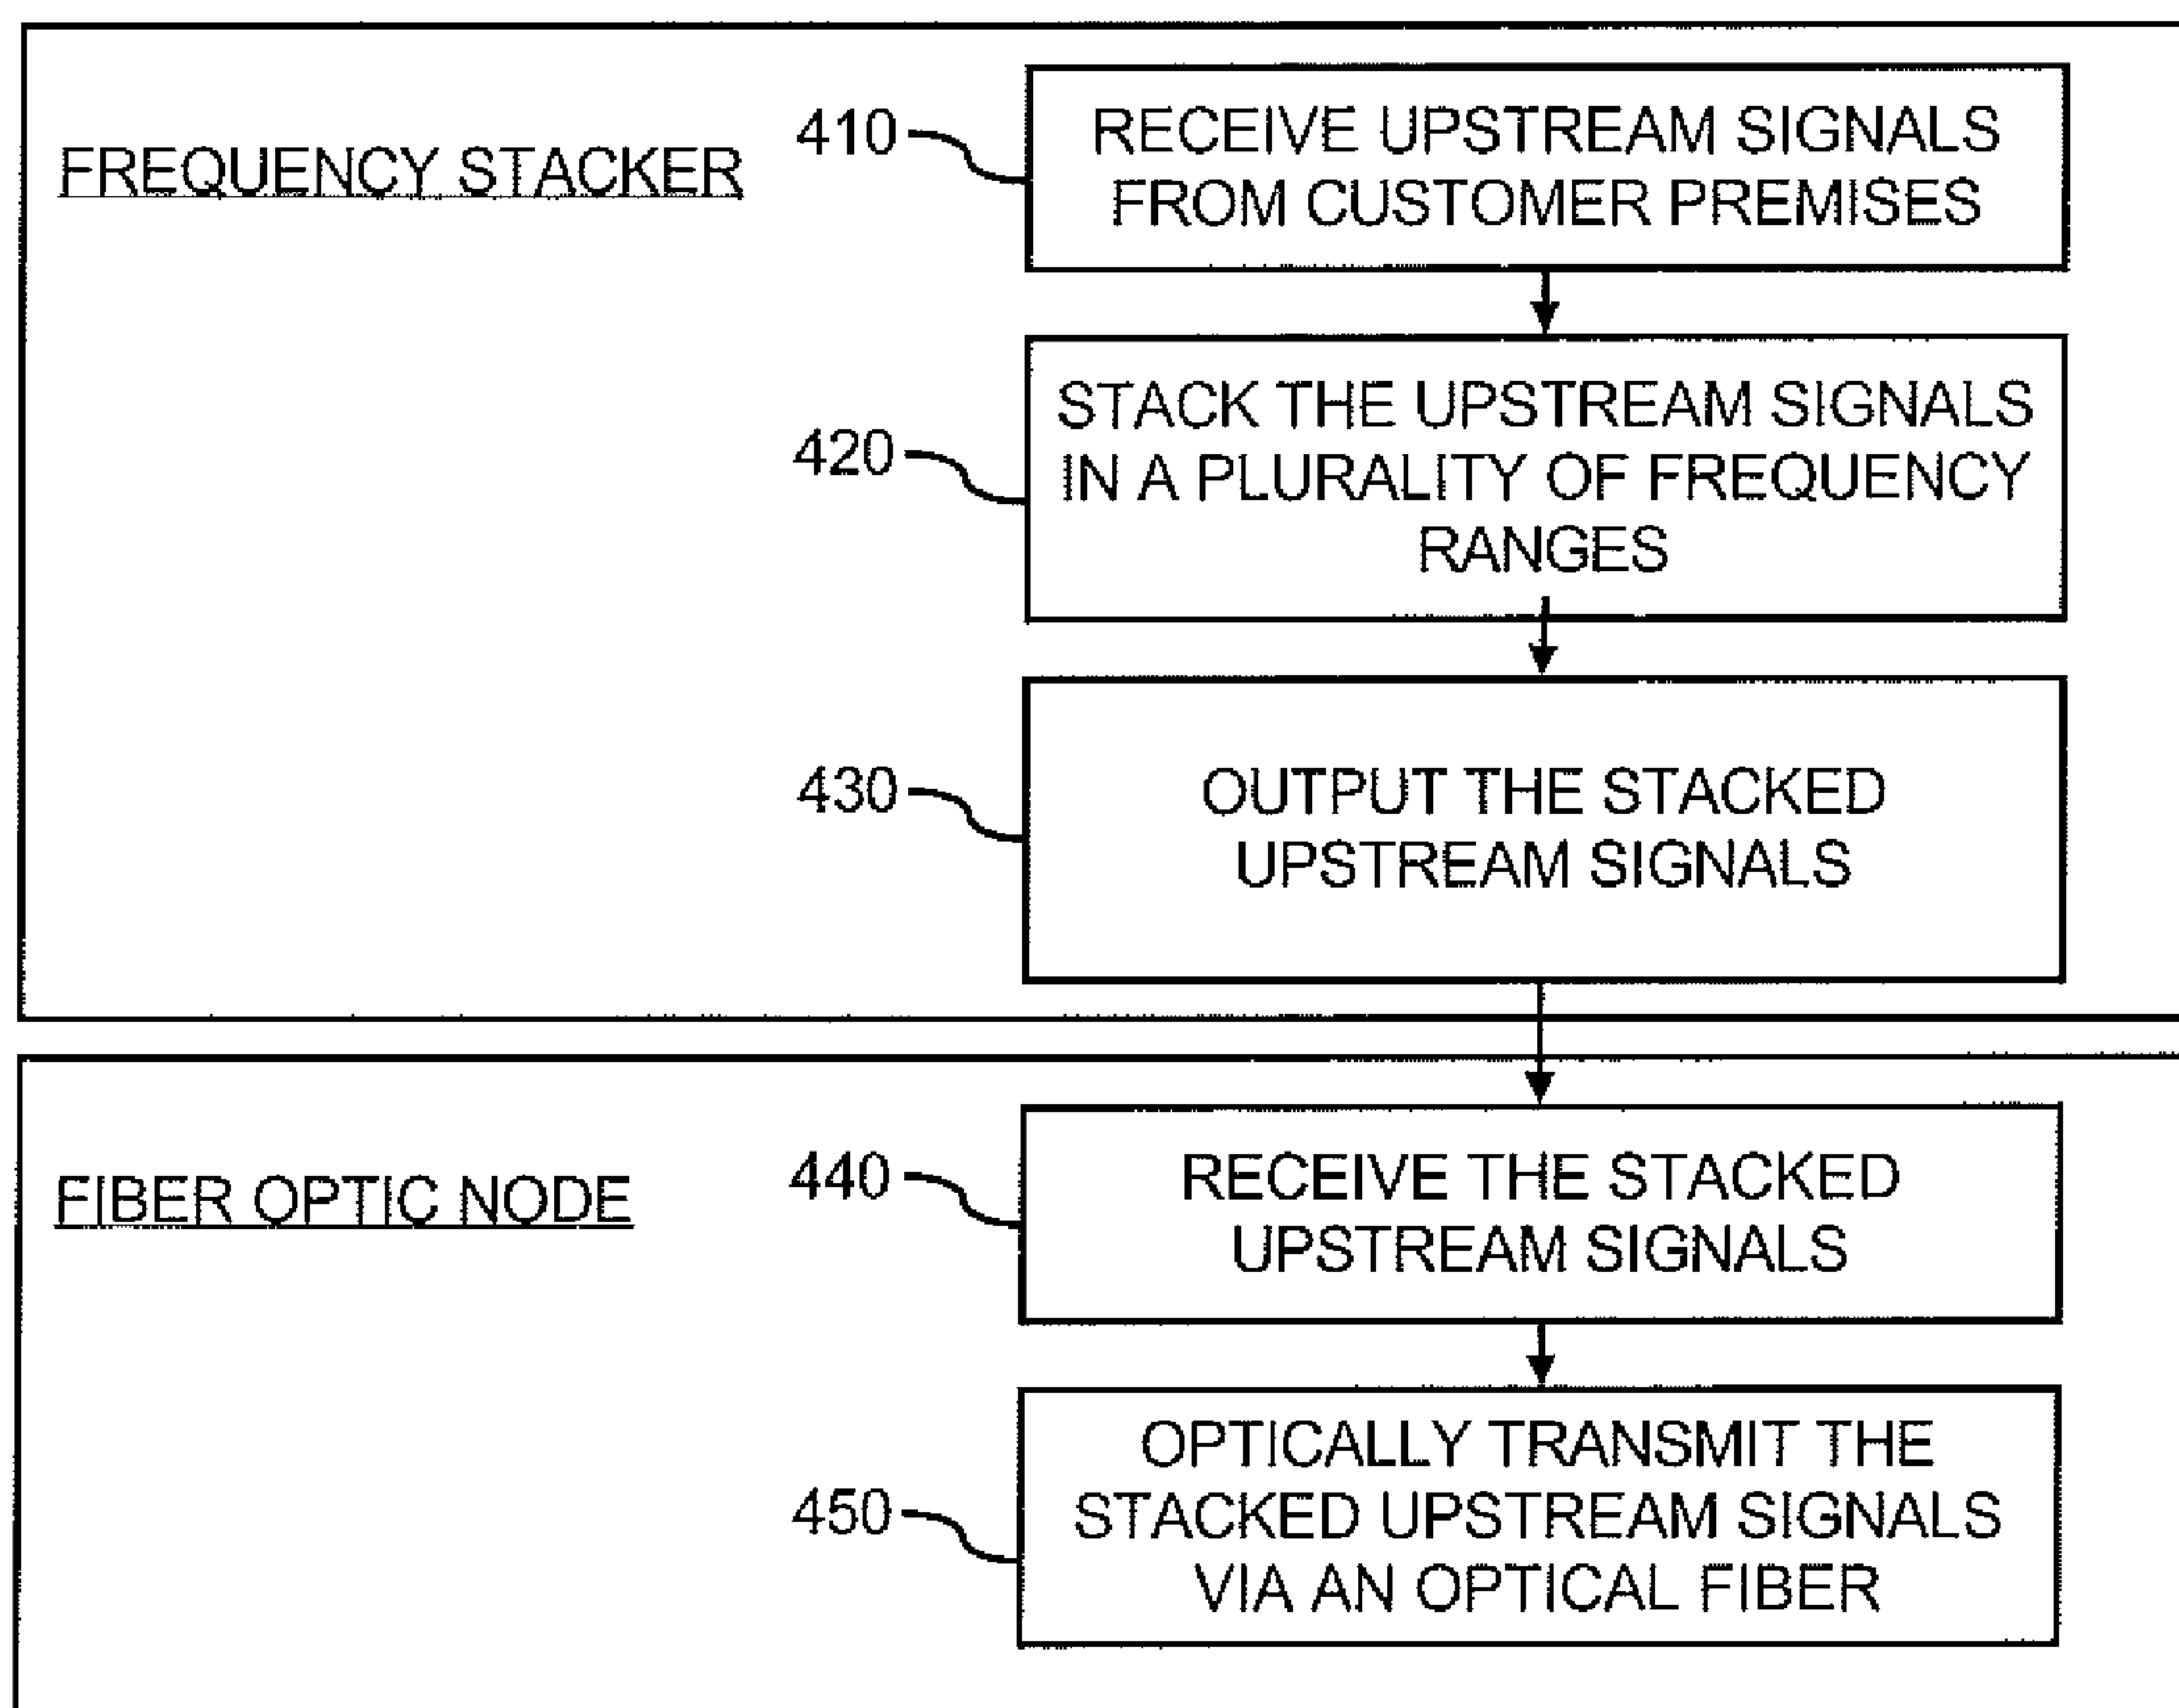 FREQUENCY STACKER
410
RECEIVE UPSTREAM SIGNALS
FROM CUSTOMER PREMISES
420
STACK THE UPSTREAM SIGNALS
IN A PLURALITY OF FREQUENCY
RANGES
430
OUTPUT THE STACKED
UPSTREAM SIGNALS
FIBER OPTIC NODE
440
RECEIVE THE STACKED
UPSTREAM SIGNALS
450
OPTICALLY TRANSMIT THE
STACKED UPSTREAM SIGNALS
VIA AN OPTICAL FIBER